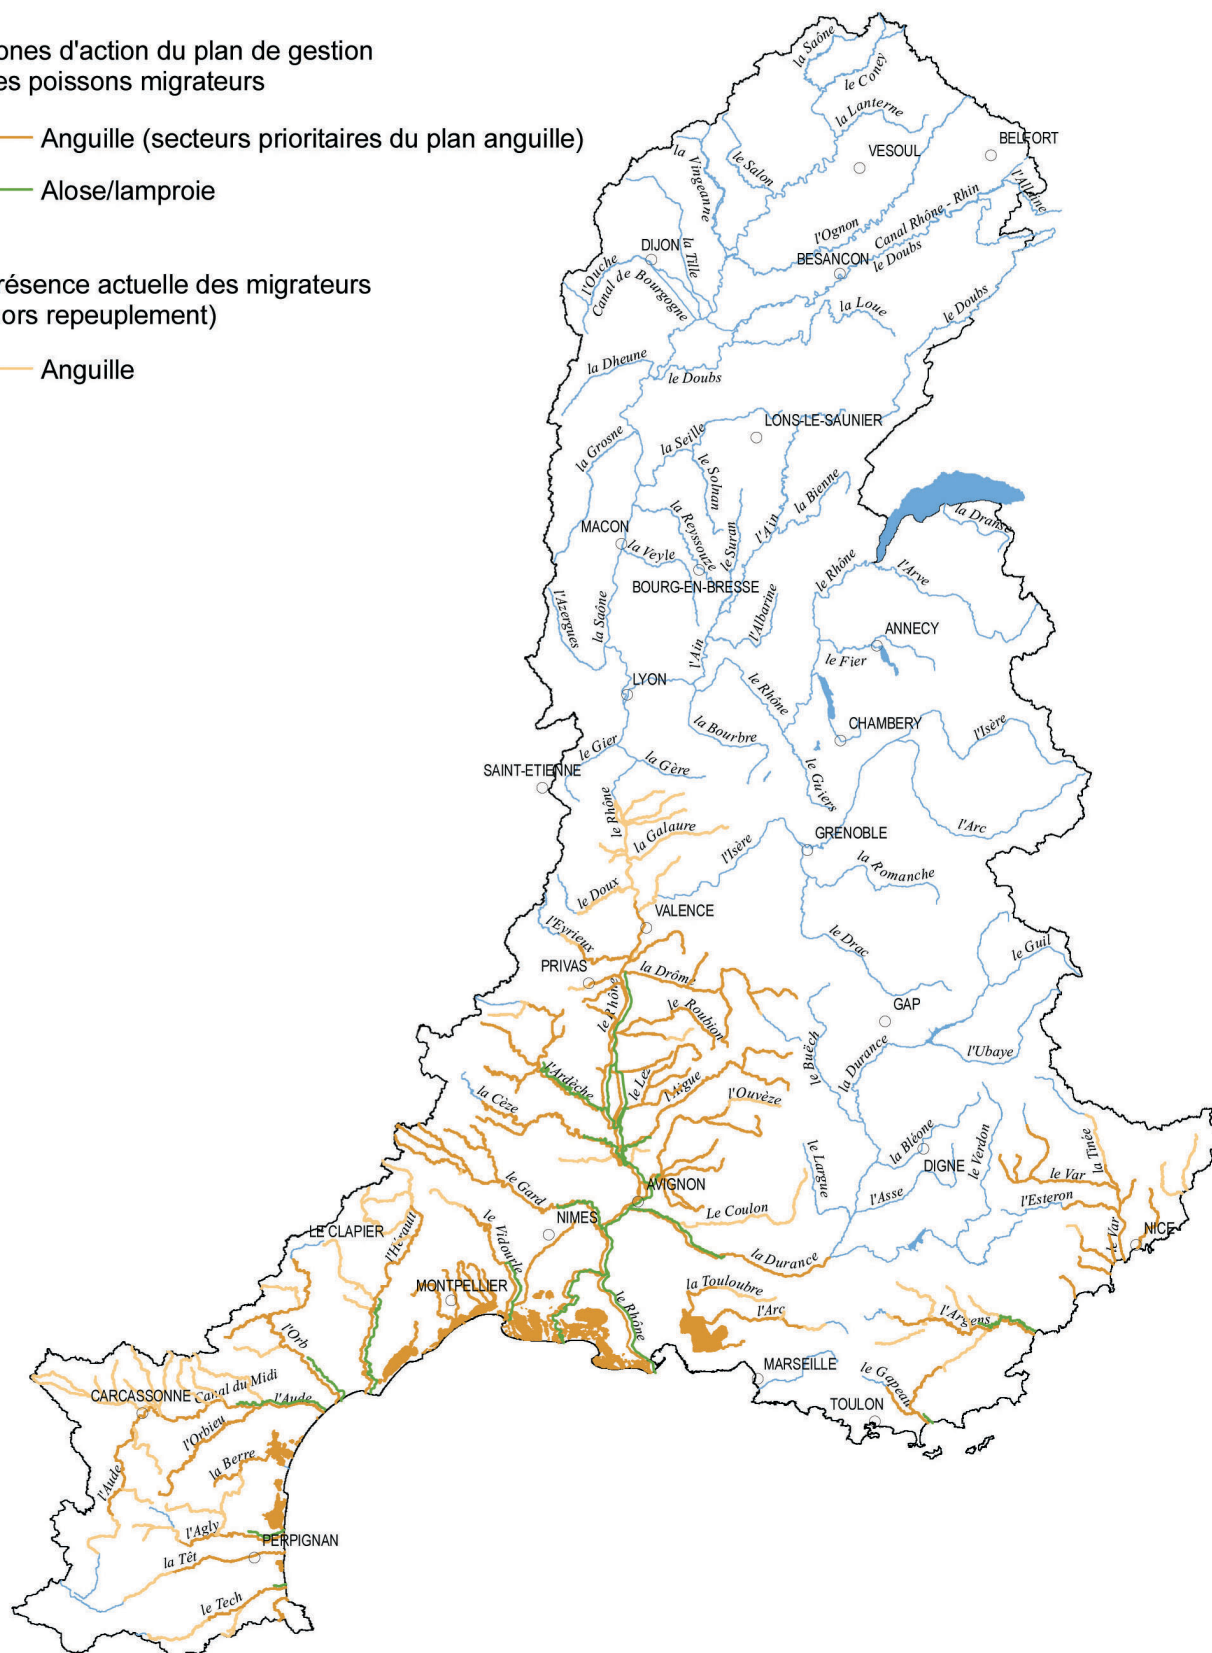 ones d'action du plan de gestion
es poissons migrateurs
Anguille (secteurs prioritaires du plan anguille)
Alose/lamproie
résence actuelle des migrateurs
ors repeuplement)
Anguille
la Saône
le Coney
la Lanterne
VESOUL
BELFORT
le Salon
la Vingeanne
l'Allaine
l'Ognon
Canal Rhône - Rhin
le Doubs
BESANCON
DIJON
la Tille
l'Ouche
Canal de Bourgogne
la Loue
le Doubs
la Dheune
le Doubs
LONS-LE-SAUNIER
la Seille
la Grosne
le Solnan
la Bienne
la Reyssouze
le Suran
l'Ain
la Dranse
MACON
la Veyle
BOURG-EN-BRESSE
le Rhône
l'Arve
l'Azergues
la Saône
l'Albarine
l'Ain
ANNECY
le Fier
LYON
le Rhône
la Bourbre
CHAMBERY
l'Isère
le Gier
la Gère
SAINT-ETIENNE
le Guiers
le Rhône
la Galaure
l'Isère
GRENOBLE
l'Arc
la Romanche
le Doux
VALENCE
l'Eyrieux
le Drac
le Guil
PRIVAS
la Drôme
le Rhône
le Roubion
GAP
le Buëch
la Durance
l'Ubaye
l'Ardèche
le Lez
l'Aigue
l'Ouvèze
la Cèze
la Bléone
le Verdon
la Tinée
le Largue
DIGNE
le Var
le Gard
AVIGNON
l'Asse
l'Esteron
Le Coulon
NIMES
le Vidourle
LE CLAPIER
l'Hérault
le Var
NICE
la Durance
MONTPELLIER
la Touloubre
l'Arc
le Rhône
l'Argens
l'Orb
MARSEILLE
le Gapeau
TOULON
CARCASSONNE
Canal du Midi
l'Aude
l'Orbieu
la Berre
l'Aude
l'Agly
PERPIGNAN
la Têt
le Tech